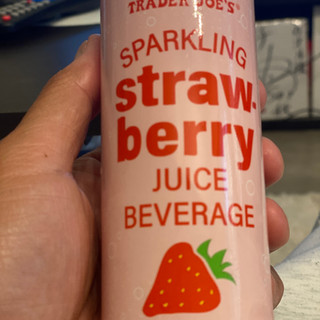 TRADER JOE'S®
SPARKLING
straw-
berry
JUICE
BEVERAGE